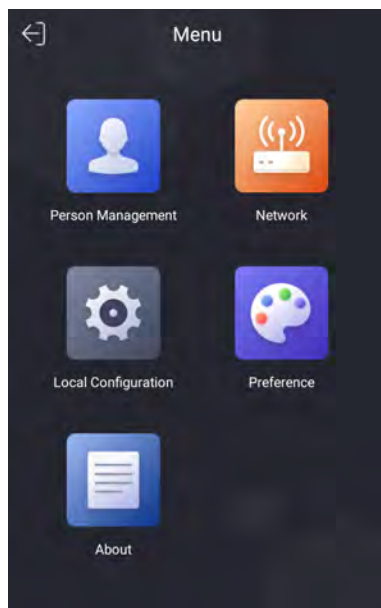 Menu
Person Management
Network
Local Configuration
Preference
About